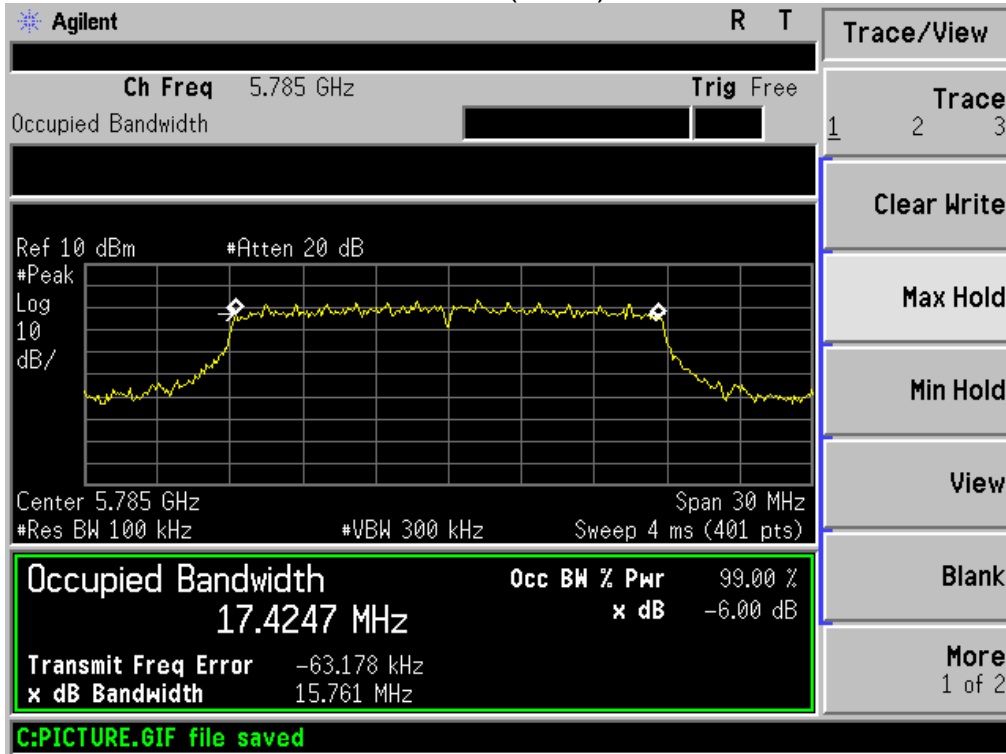 Agilent R T
Ch Freq 5.785 GHz Trig Free
Occupied Bandwidth
Ref 10 dBm #Atten 20 dB
#Peak
Log
10
dB/
Center 5.785 GHz Span 30 MHz
#Res BW 100 kHz #VBW 300 kHz Sweep 4 ms (401 pts)
Occupied Bandwidth Occ BW % Pwr 99.00 %
17.4247 MHz x dB -6.00 dB
Transmit Freq Error -63.178 kHz
x dB Bandwidth 15.761 MHz
C:PICTURE.GIF file saved
Trace/View
Trace
1 2 3
Clear Write
Max Hold
Min Hold
View
Blank
More
1 of 2